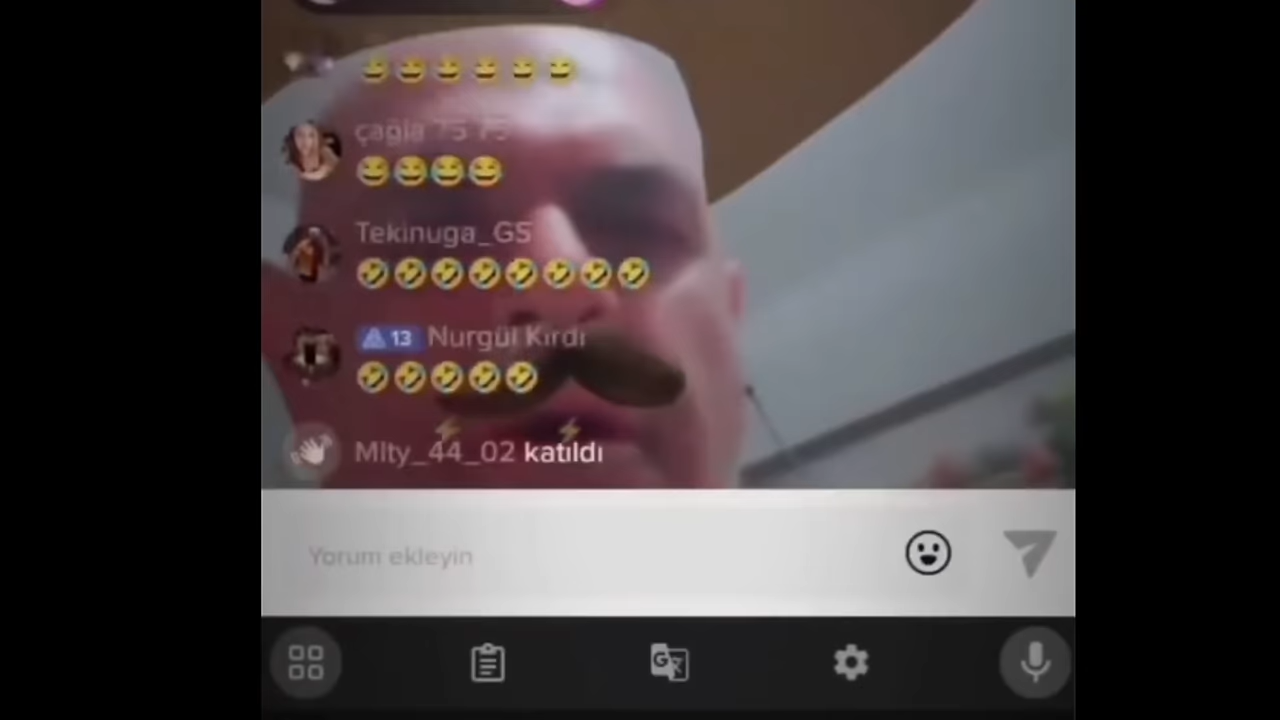 😆😆😆😆😆😆
çağla 75 75
😂😂😂😂
Tekinuga_GS
🤣🤣🤣🤣🤣🤣🤣🤣
13 Nurgül Kırdı
🤣🤣🤣🤣🤣
Mlty_44_02 katıldı
Yorum ekleyin